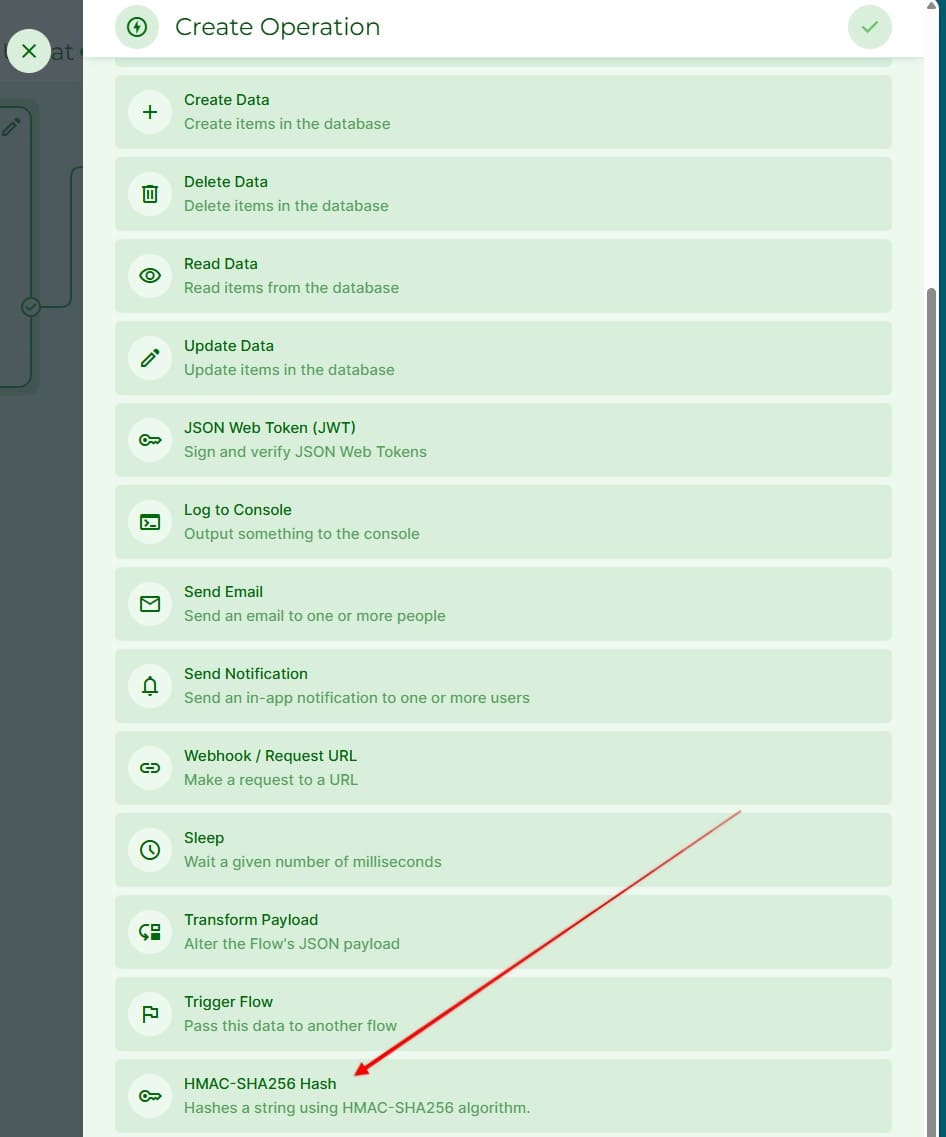 Create Operation
at
Create Data
Create items in the database
Delete Data
Delete items in the database
Read Data
Read items from the database
Update Data
Update items in the database
JSON Web Token (JWT)
Sign and verify JSON Web Tokens
Log to Console
Output something to the console
Send Email
Send an email to one or more people
Send Notification
Send an in-app notification to one or more users
Webhook / Request URL
Make a request to a URL
Sleep
Wait a given number of milliseconds
Transform Payload
Alter the Flow's JSON payload
Trigger Flow
Pass this data to another flow
HMAC-SHA256 Hash
Hashes a string using HMAC-SHA256 algorithm.